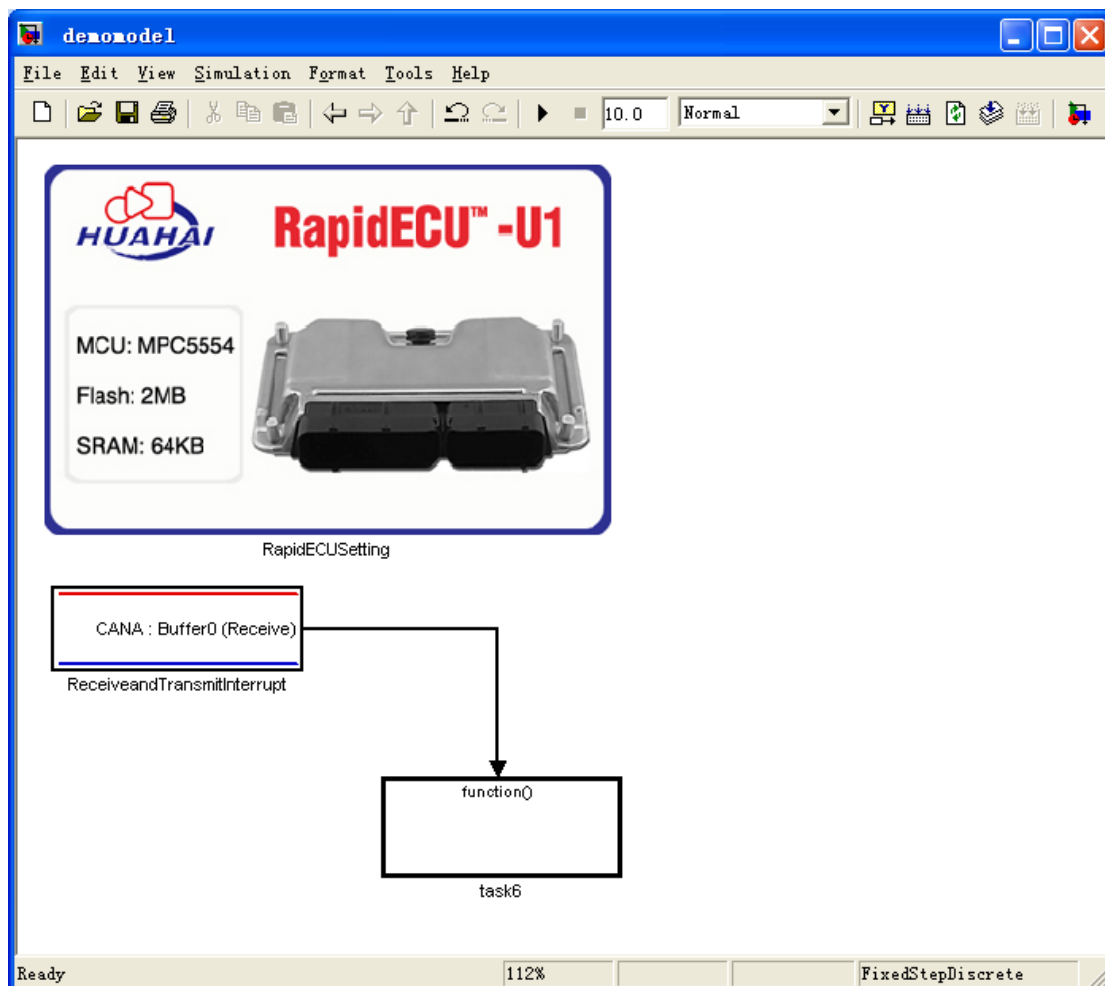 demomodel
File Edit View Simulation Format Tools Help
10.0 Normal
HUAHAI
RapidECU™-U1
MCU: MPC5554
Flash: 2MB
SRAM: 64KB
RapidECUSetting
CANA : Buffer0 (Receive)
ReceiveandTransmitInterrupt
function()
task6
Ready 112% FixedStepDiscrete